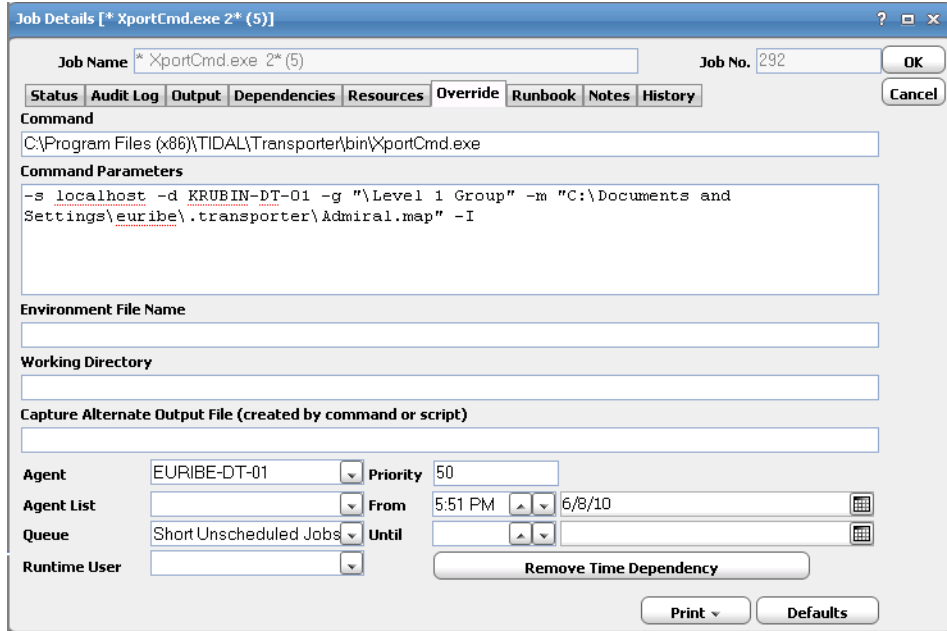 Job Details [* XportCmd.exe 2* (5)] ?
Job Name * XportCmd.exe 2* (5) Job No. 292 OK
Status Audit Log Output Dependencies Resources Override Runbook Notes History Cancel
Command
C:\Program Files (x86)\TIDAL\Transporter\bin\XportCmd.exe
Command Parameters
-s localhost -d KRUBIN-DT-01 -g "\Level 1 Group" -m "C:\Documents and
Settings\euribe\.transporter\Admiral.map" -I
Environment File Name
Working Directory
Capture Alternate Output File (created by command or script)
Agent EURIBE-DT-01 Priority 50
Agent List From 5:51 PM 6/8/10
Queue Short Unscheduled Jobs Until
Runtime User Remove Time Dependency
Print Defaults